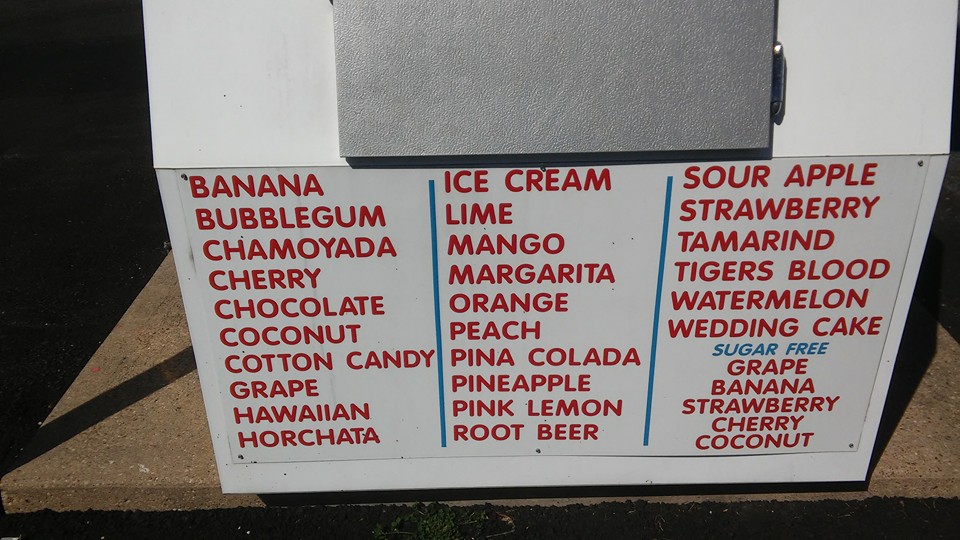 BANANA
BUBBLEGUM
CHAMOYADA
CHERRY
CHOCOLATE
COCONUT
COTTON CANDY
GRAPE
HAWAIIAN
HORCHATA
ICE CREAM
LIME
MANGO
MARGARITA
ORANGE
PEACH
PINA COLADA
PINEAPPLE
PINK LEMON
ROOT BEER
SOUR APPLE
STRAWBERRY
TAMARIND
TIGERS BLOOD
WATERMELON
WEDDING CAKE
SUGAR FREE
GRAPE
BANANA
STRAWBERRY
CHERRY
COCONUT